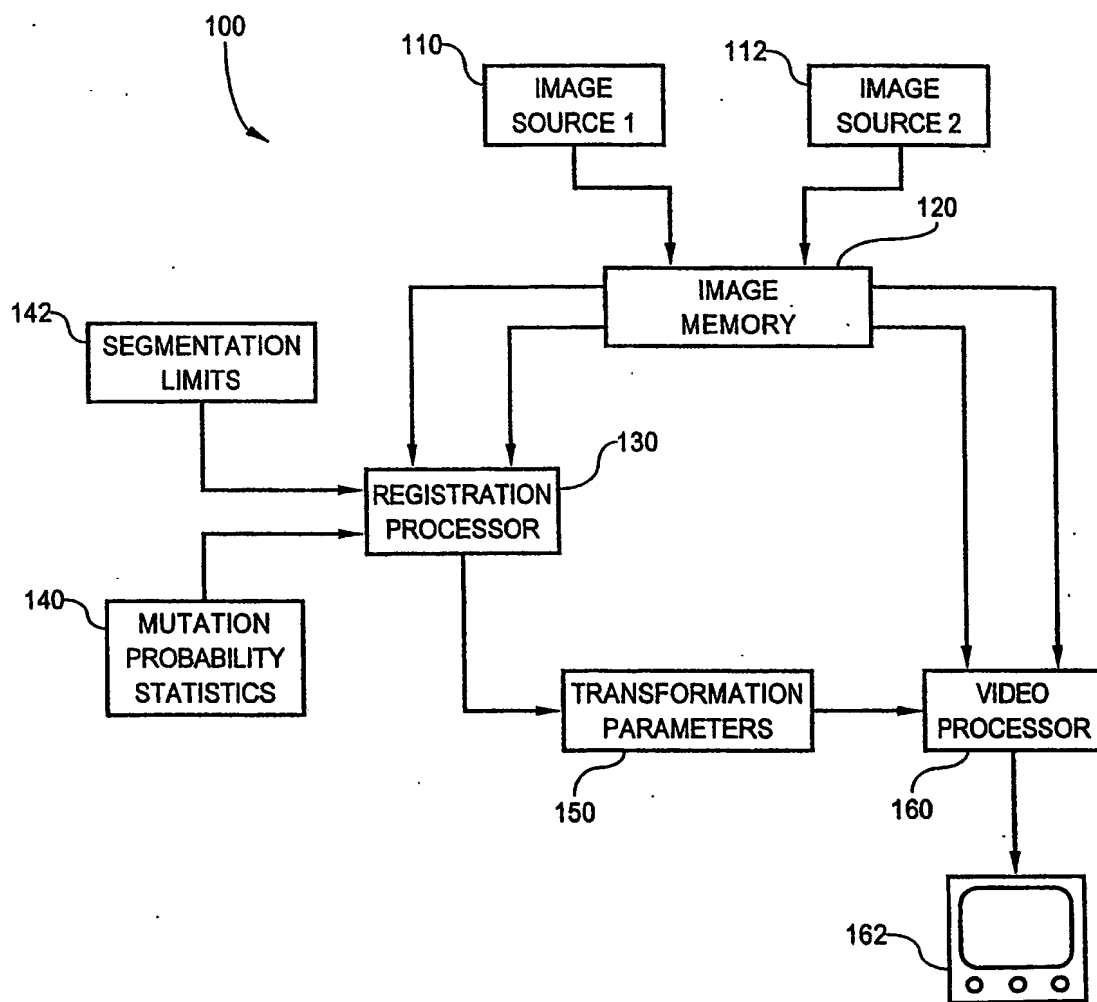 100
110
IMAGE
SOURCE 1
112
IMAGE
SOURCE 2
120
IMAGE
MEMORY
142
SEGMENTATION
LIMITS
130
REGISTRATION
PROCESSOR
140
MUTATION
PROBABILITY
STATISTICS
TRANSFORMATION
PARAMETERS
150
VIDEO
PROCESSOR
160
162